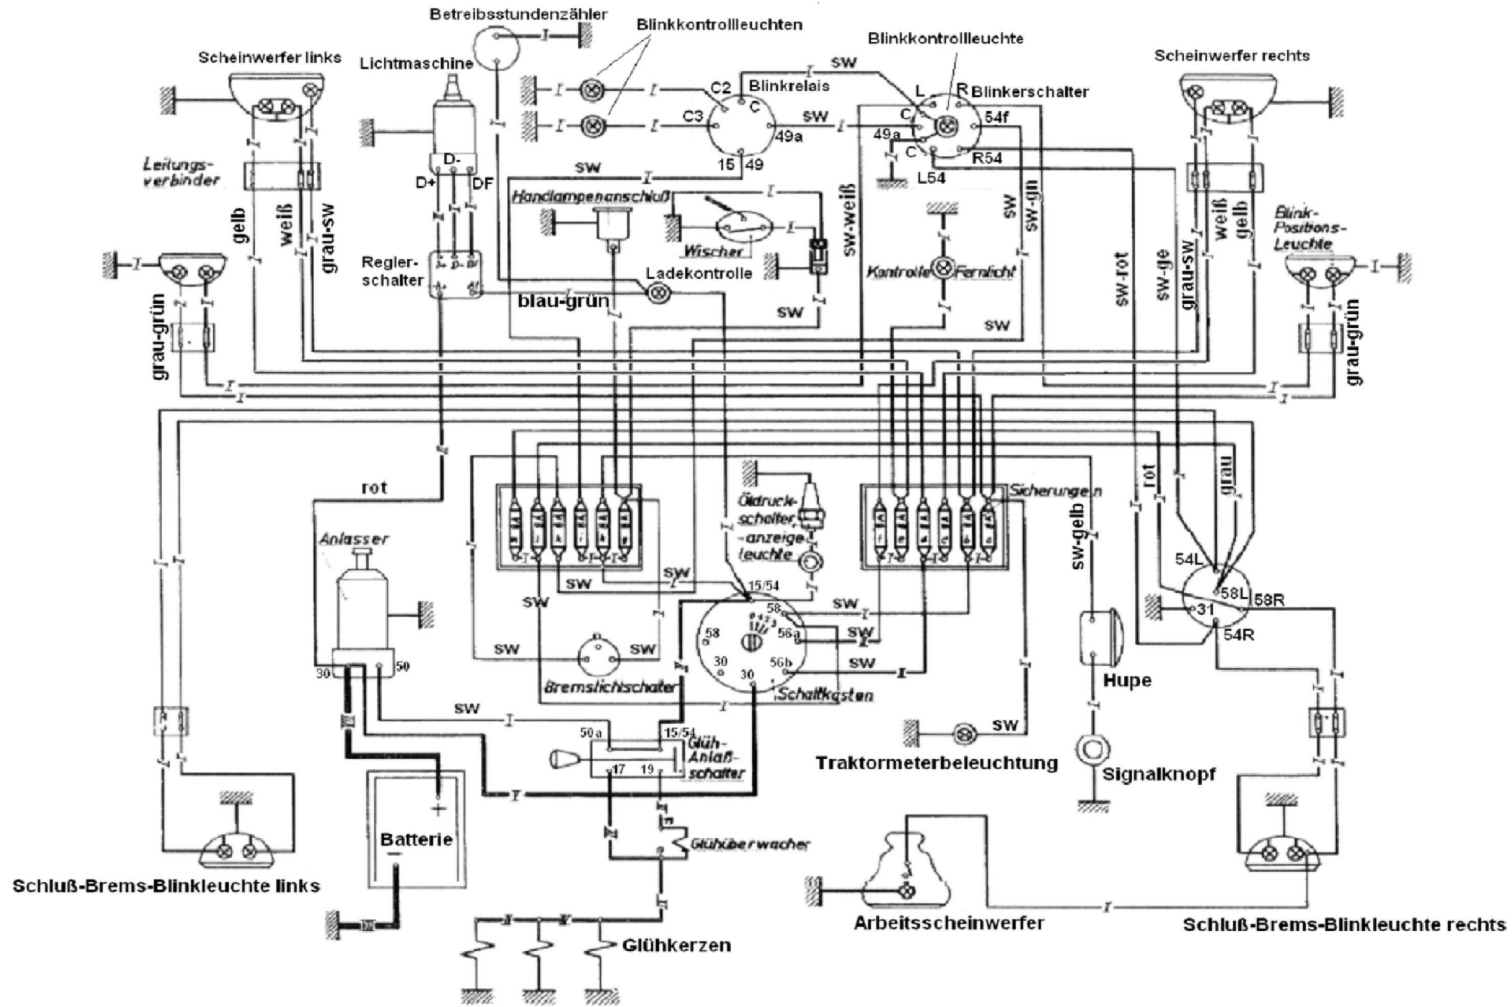 Betreibsstundenzähler
Blinkkontrolleuchten
Blinkkontrollleuchte
Scheinwerfer links
Lichtmaschine
Scheinwerfer rechts
C2
Blinkrelais
C
sw
L
R
Blinkerschalter
C3
sw
49a
C
49a
54f
15
49
C
L54
R54
Leitungs-
verbinder
D-
D+
DF
sw
Handlampenanschluß
gelb
weiß
grau-sw
Wischer
sw-weiß
sw
sw-gn
weiß
gelb
Blink-
Positions-
Leuchte
Regler-
schalter
Ladekontrolle
Kontrolle
Fernlicht
sw-rot
sw-ge
grau-sw
blau-grün
sw
sw
grau-grün
grau-grün
rot
rot
grau
Öldruck-
schalter
-anzeige
leuchte
Sicherungen
sw-gelb
Anlasser
54L
sw
sw
sw
15/54
58
sw
58L
58R
31
54R
58
56a
sw
30
50
sw
sw
30
30
56b
sw
Bremslichtschalter
Schaltkasten
Hupe
sw
50a
15/54
Glüh-
Anlaß-
schalter
17
19
sw
Traktormeterbeleuchtung
Signalknopf
+
Batterie
-
Glühüberwacher
Schluß-Brems-Blinkleuchte links
Arbeitsscheinwerfer
Schluß-Brems-Blinkleuchte rechts
Glühkerzen